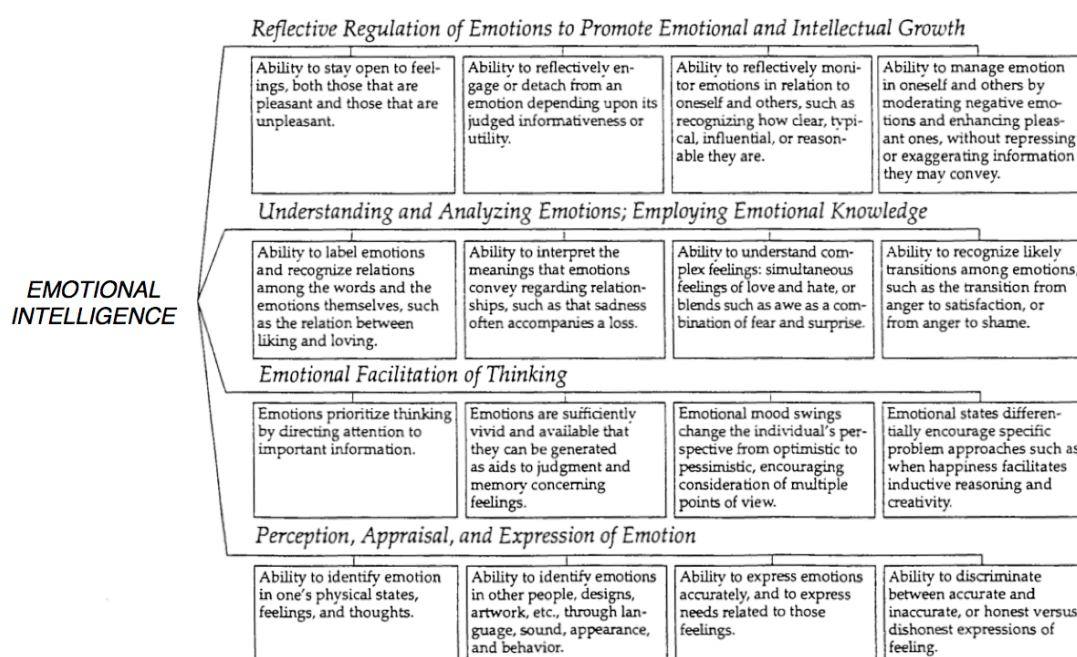 Reflective Regulation of Emotions to Promote Emotional and Intellectual Growth
Ability to stay open to feel-
ings, both those that are
pleasant and those that are
unpleasant.
Ability to reflectively en-
gage or detach from an
emotion depending upon its
judged informativeness or
utility.
Ability to reflectively moni-
tor emotions in relation to
oneself and others, such as
recognizing how clear, typi-
cal, influential, or reason-
able they are.
Ability to manage emotion
in oneself and others by
moderating negative emo-
tions and enhancing pleas-
ant ones, without repressing
or exaggerating information
they may convey.
Understanding and Analyzing Emotions; Employing Emotional Knowledge
Ability to label emotions
and recognize relations
among the words and the
emotions themselves, such
as the relation between
liking and loving.
Ability to interpret the
meanings that emotions
convey regarding relation-
ships, such as that sadness
often accompanies a loss.
Ability to understand com-
plex feelings: simultaneous
feelings of love and hate, or
blends such as awe as a com-
bination of fear and surprise.
Ability to recognize likely
transitions among emotions,
such as the transition from
anger to satisfaction, or
from anger to shame.
EMOTIONAL
INTELLIGENCE
Emotional Facilitation of Thinking
Emotions prioritize thinking
by directing attention to
important information.
Emotions are sufficiently
vivid and available that
they can be generated
as aids to judgment and
memory concerning
feelings.
Emotional mood swings
change the individual's per-
spective from optimistic to
pessimistic, encouraging
consideration of multiple
points of view.
Emotional states differen-
tially encourage specific
problem approaches such as
when happiness facilitates
inductive reasoning and
creativity.
Perception, Appraisal, and Expression of Emotion
Ability to identify emotion
in one's physical states,
feelings, and thoughts.
Ability to identify emotions
in other people, designs,
artwork, etc., through lan-
guage, sound, appearance,
and behavior.
Ability to express emotions
accurately, and to express
needs related to those
feelings.
Ability to discriminate
between accurate and
inaccurate, or honest versus
dishonest expressions of
feeling.